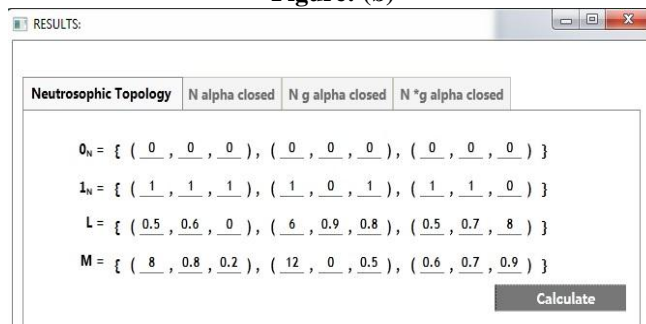 Figure. (b)
RESULTS:
Neutrosophic Topology N alpha closed N g alpha closed N *g alpha closed
0N = { ( 0 , 0 , 0 ), ( 0 , 0 , 0 ), ( 0 , 0 , 0 ) }
1N = { ( 1 , 1 , 1 ), ( 1 , 0 , 1 ), ( 1 , 1 , 0 ) }
L = { ( 0.5 , 0.6 , 0 ), ( 6 , 0.9 , 0.8 ), ( 0.5 , 0.7 , 8 ) }
M = { ( 8 , 0.8 , 0.2 ), ( 12 , 0 , 0.5 ), ( 0.6 , 0.7 , 0.9 ) }
Calculate